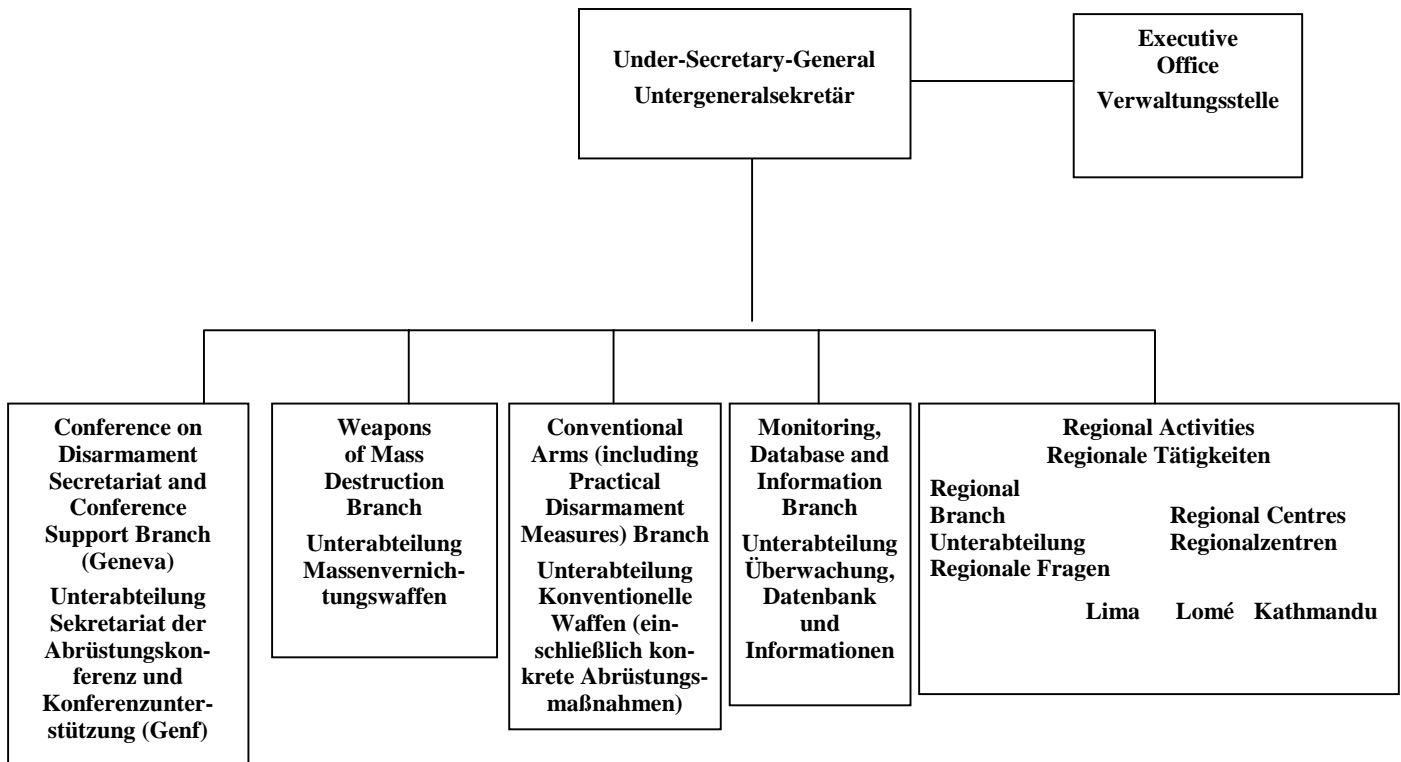 Under-Secretary-General
Untergeneralsekretär
Executive
Office
Verwaltungsstelle
Conference on
Disarmament
Secretariat and
Conference
Support Branch
(Geneva)
Unterabteilung
Sekretariat der
Abrüstungskon-
ferenz und
Konferenzunter-
stützung (Genf)
Weapons
of Mass
Destruction
Branch
Unterabteilung
Massenvernich-
tungswaffen
Conventional
Arms (including
Practical
Disarmament
Measures) Branch
Unterabteilung
Konventionelle
Waffen (ein-
schließlich kon-
krete Abrüstungs-
maßnahmen)
Monitoring,
Database and
Information
Branch
Unterabteilung
Überwachung,
Datenbank
und
Informationen
Regional Activities
Regionale Tätigkeiten
Regional
Branch
Unterabteilung
Regionale Fragen
Regional Centres
Regionalzentren
Lima Lomé Kathmandu